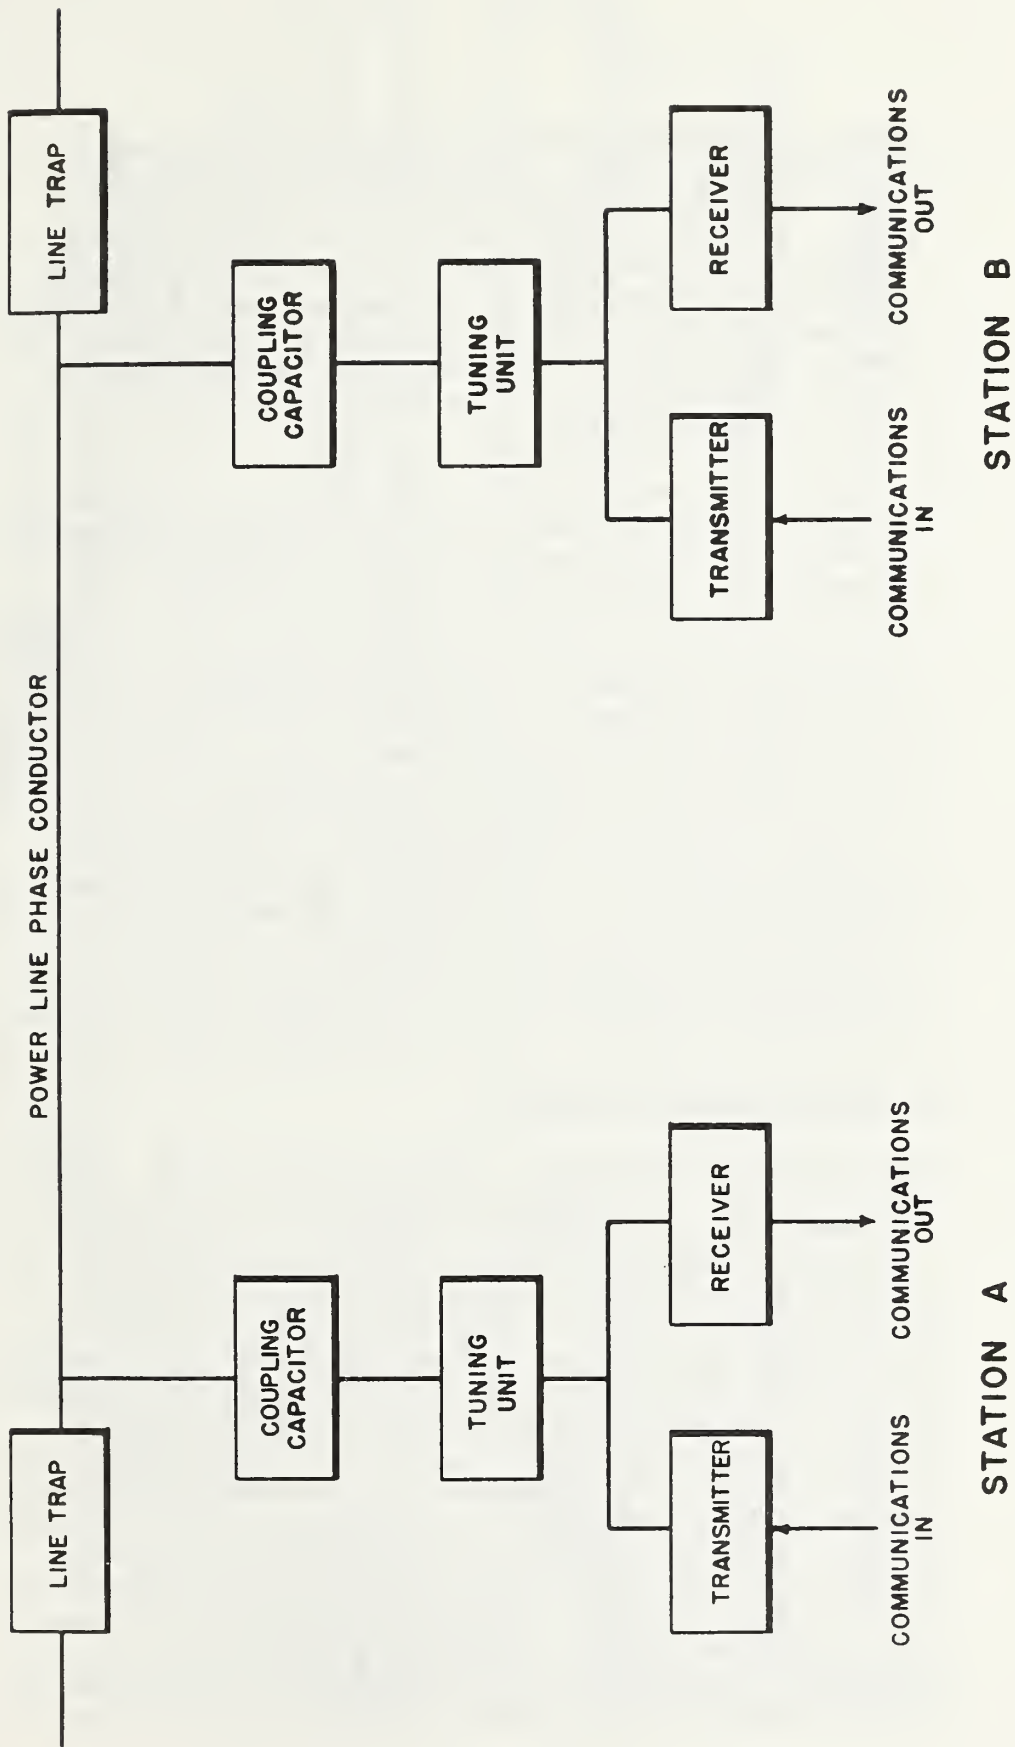 POWER LINE PHASE CONDUCTOR
LINE TRAP
LINE TRAP
COUPLING
CAPACITOR
COUPLING
CAPACITOR
TUNING
UNIT
TUNING
UNIT
TRANSMITTER
RECEIVER
TRANSMITTER
RECEIVER
COMMUNICATIONS
IN
COMMUNICATIONS
OUT
COMMUNICATIONS
IN
COMMUNICATIONS
OUT
STATION A
STATION B